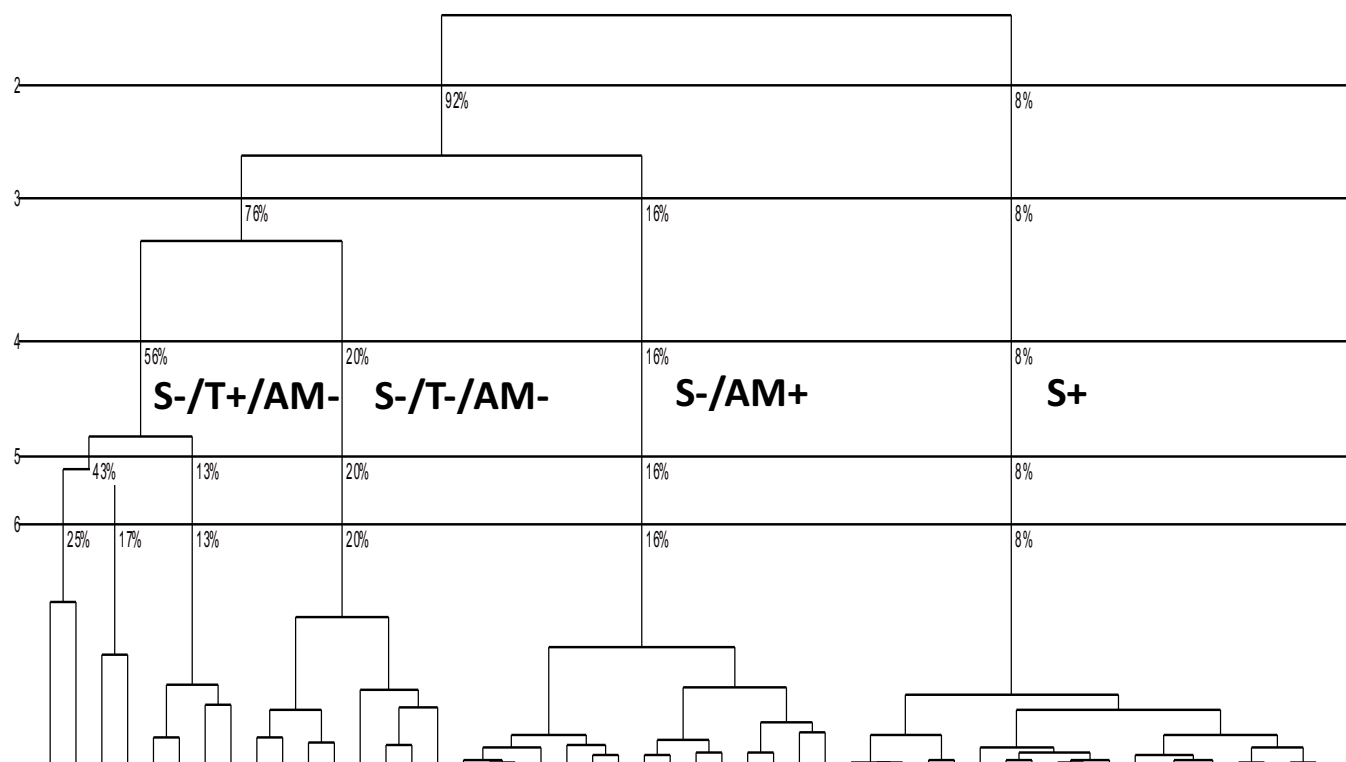 2
92% 8%
3
76% 16% 8%
4
56% 20% 16% 8%
S-/T+/AM- S-/T-/AM- S-/AM+ S+
5
43% 13% 20% 16% 8%
6
25% 17% 13% 20% 16% 8%